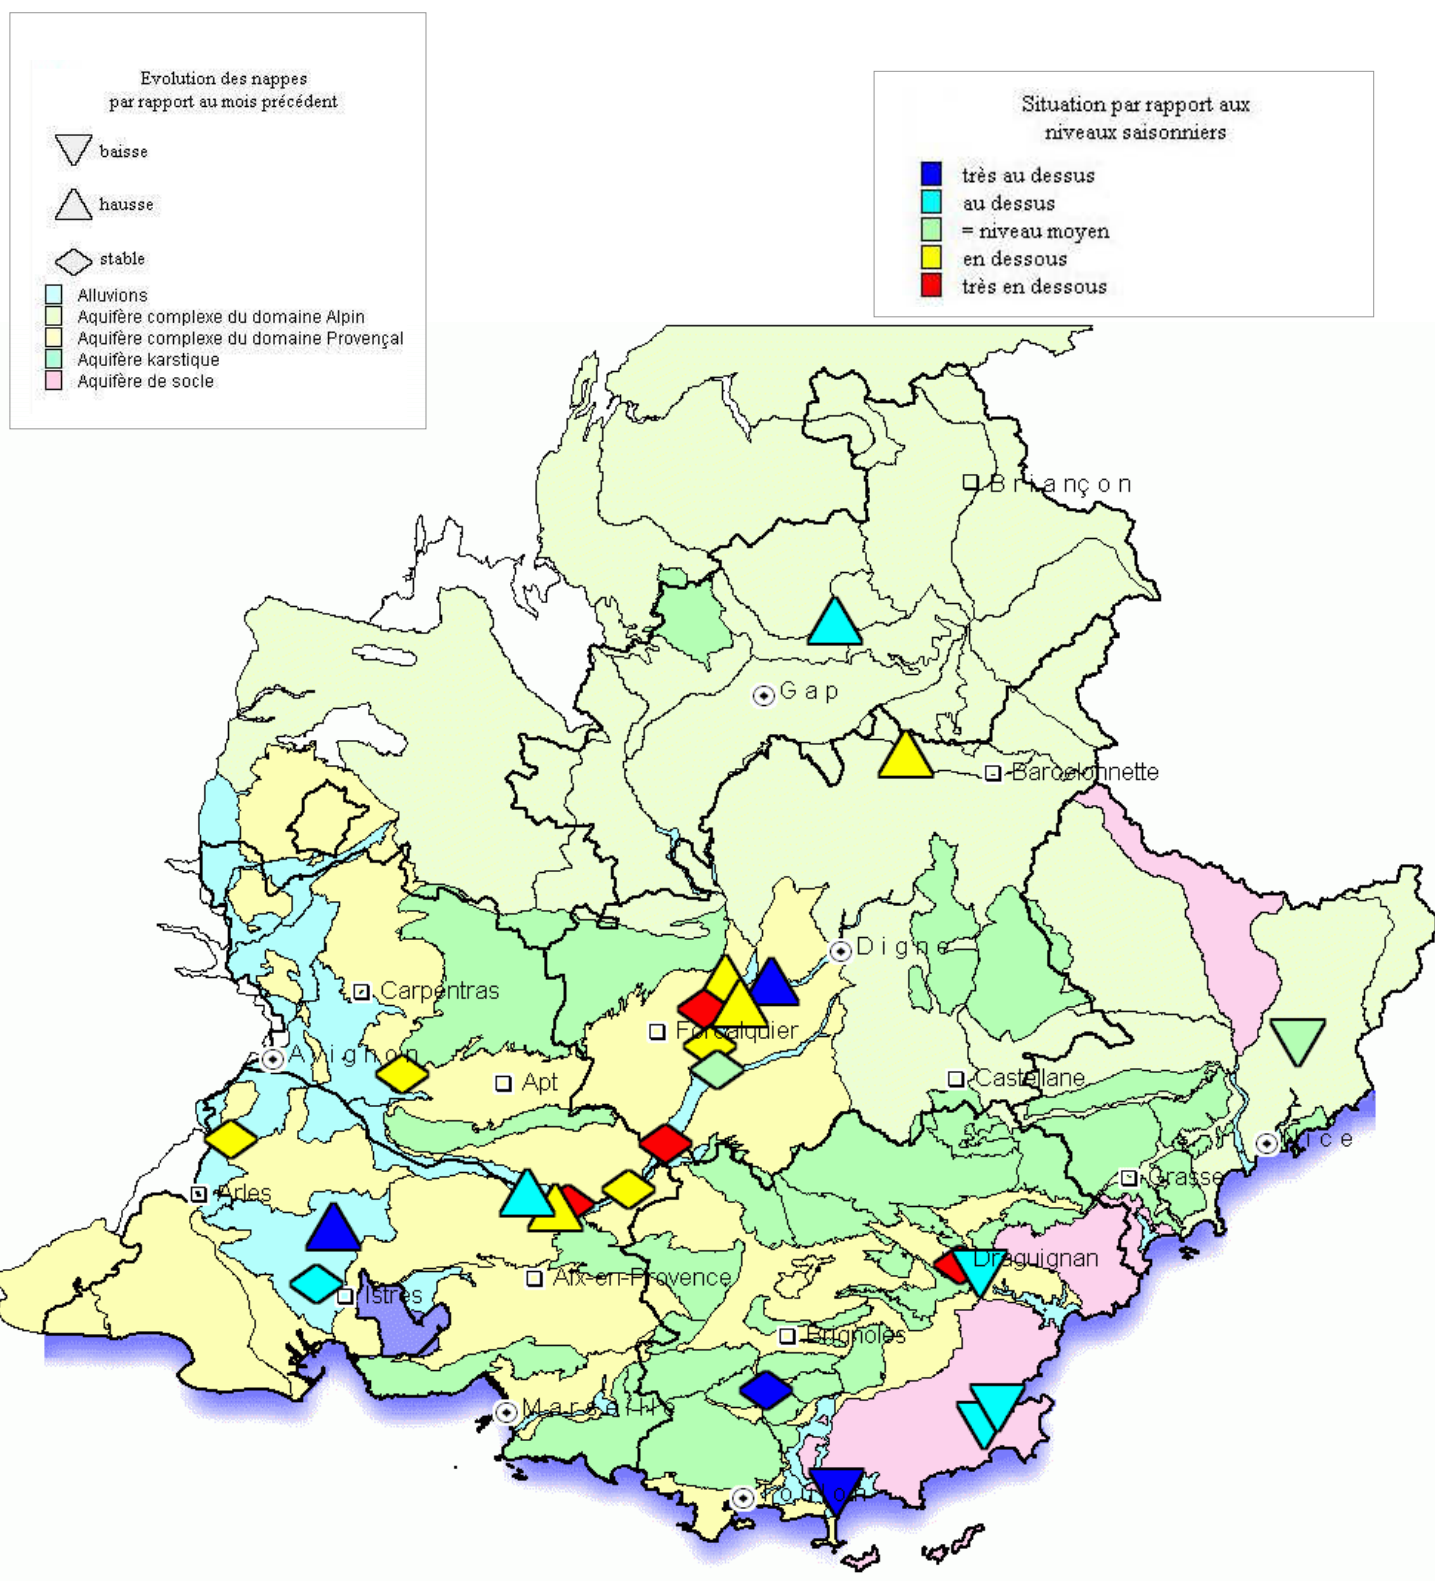 Evolution des nappes
par rapport au mois précédent
baisse
hausse
stable
Alluvions
Aquifère complexe du domaine Alpin
Aquifère complexe du domaine Provençal
Aquifère karstique
Aquifère de socle
Situation par rapport aux
niveaux saisonniers
très au dessus
au dessus
= niveau moyen
en dessous
très en dessous
Briançon
Gap
Barcelonnette
Digne
Carpentras
Forcalquier
Avignon
Apt
Castellane
Nice
Grasse
Arles
Draguignan
Aix-en-Provence
Istres
Brignoles
Marseille
Toulon